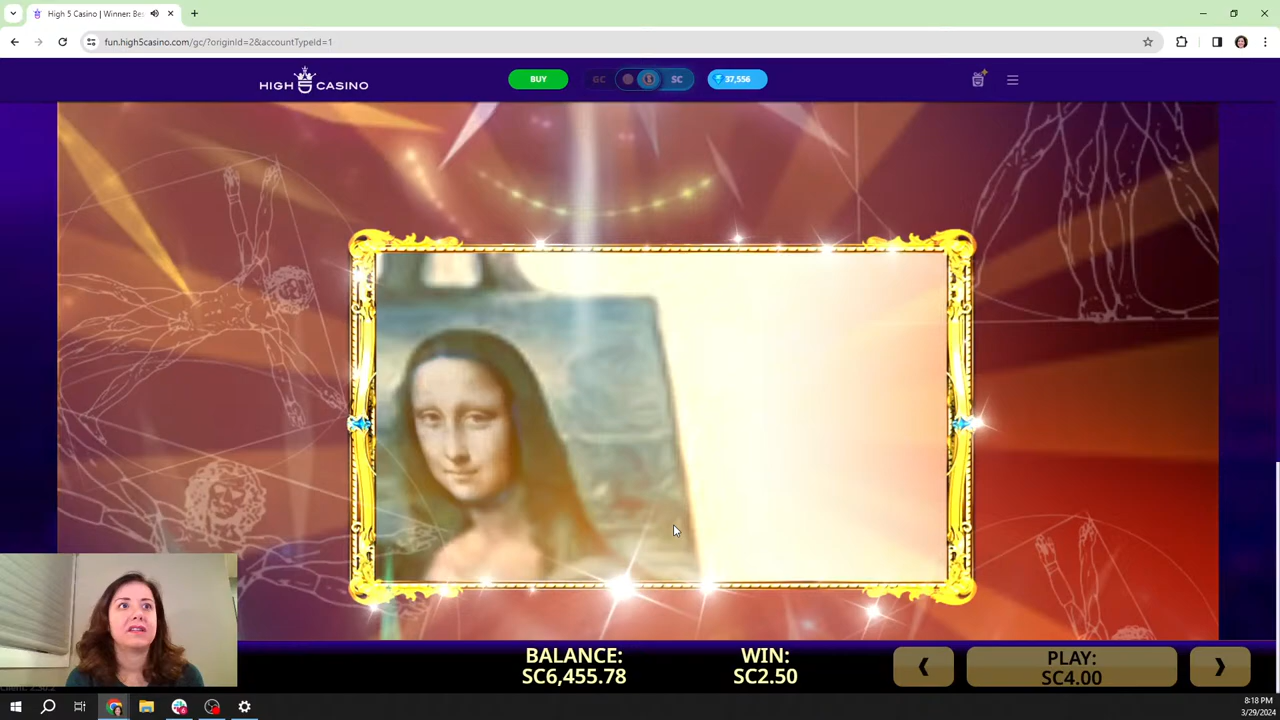 High 5 Casino | Winner: Be
fun.high5casino.com/gc/?originId=2&accountTypeId=1
HIGH 5 CASINO
BUY
GC
SC
37,556
BALANCE:
SC6,455.78
WIN:
SC2.50
PLAY:
SC4.00
8:18 PM
3/29/2024